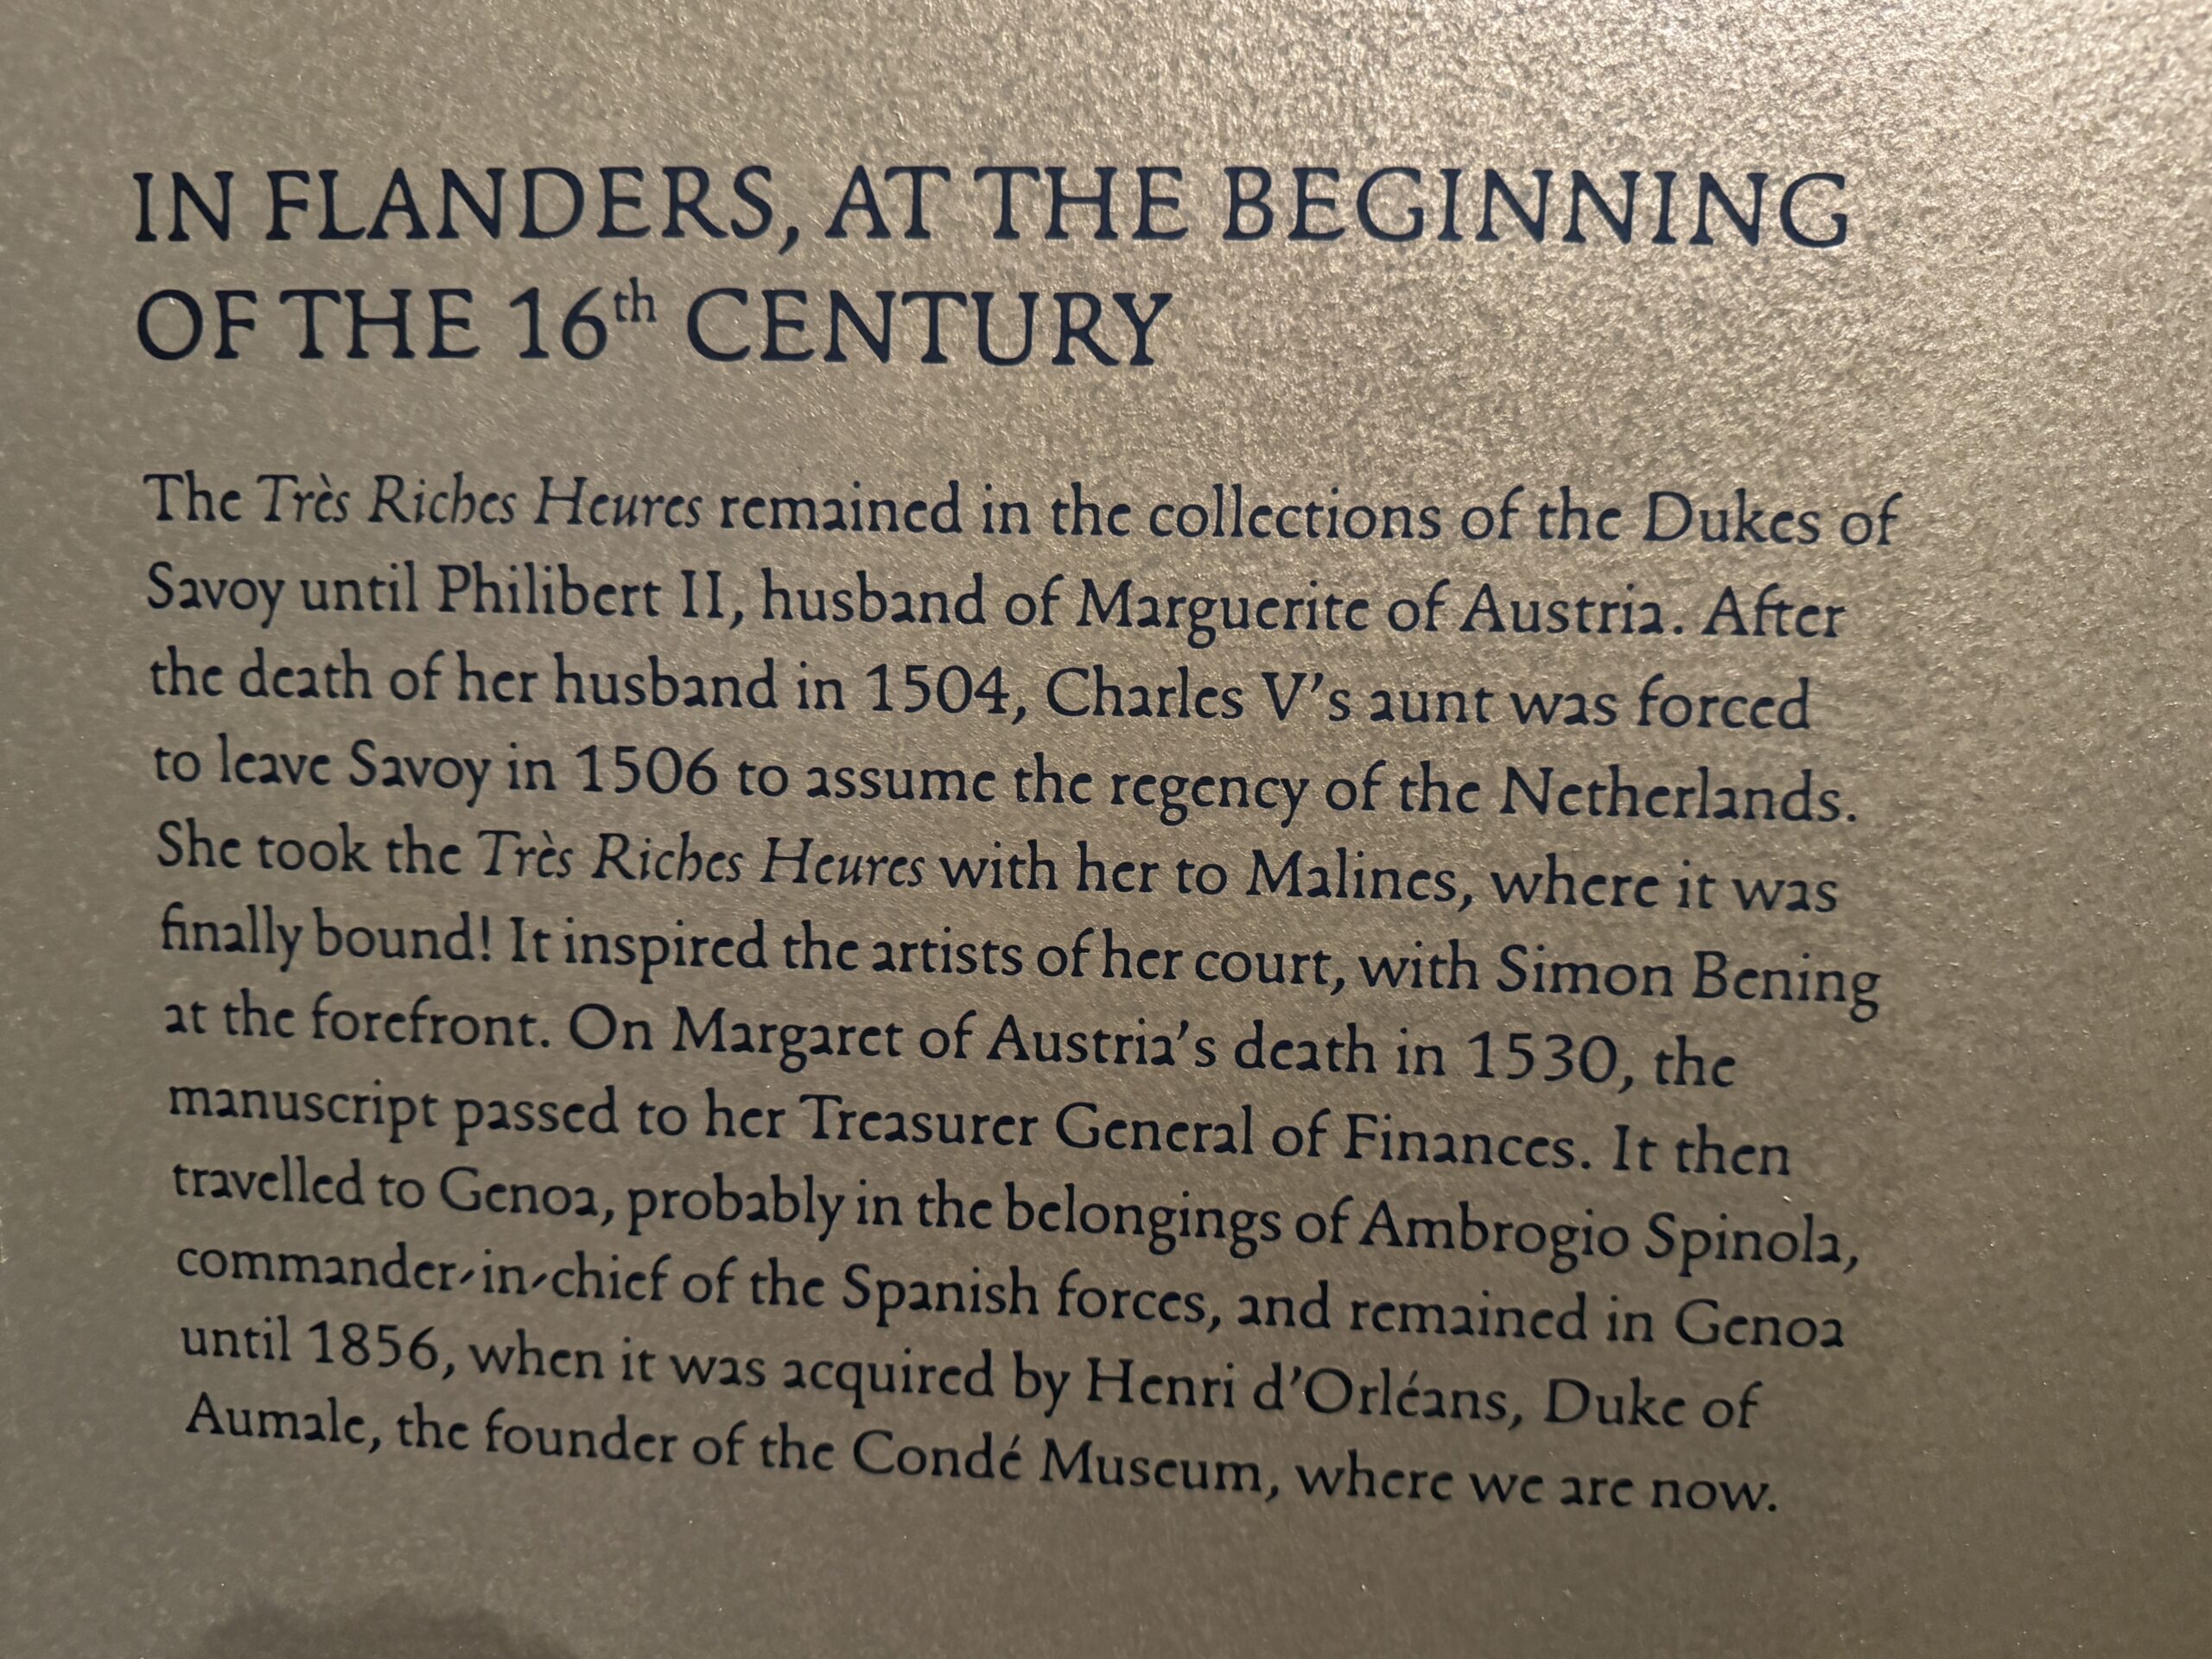 IN FLANDERS, AT THE BEGINNING
OF THE 16th CENTURY
The Très Riches Heures remained in the collections of the Dukes of
Savoy until Philibert II, husband of Marguerite of Austria. After
the death of her husband in 1504, Charles V's aunt was forced
to leave Savoy in 1506 to assume the regency of the Netherlands.
She took the Très Riches Heures with her to Malines, where it was
finally bound! It inspired the artists of her court, with Simon Bening
at the forefront. On Margaret of Austria's death in 1530, the
manuscript passed to her Treasurer General of Finances. It then
travelled to Genoa, probably in the belongings of Ambrogio Spinola,
commander-in-chief of the Spanish forces, and remained in Genoa
until 1856, when it was acquired by Henri d'Orléans, Duke of
Aumale, the founder of the Condé Museum, where we are now.